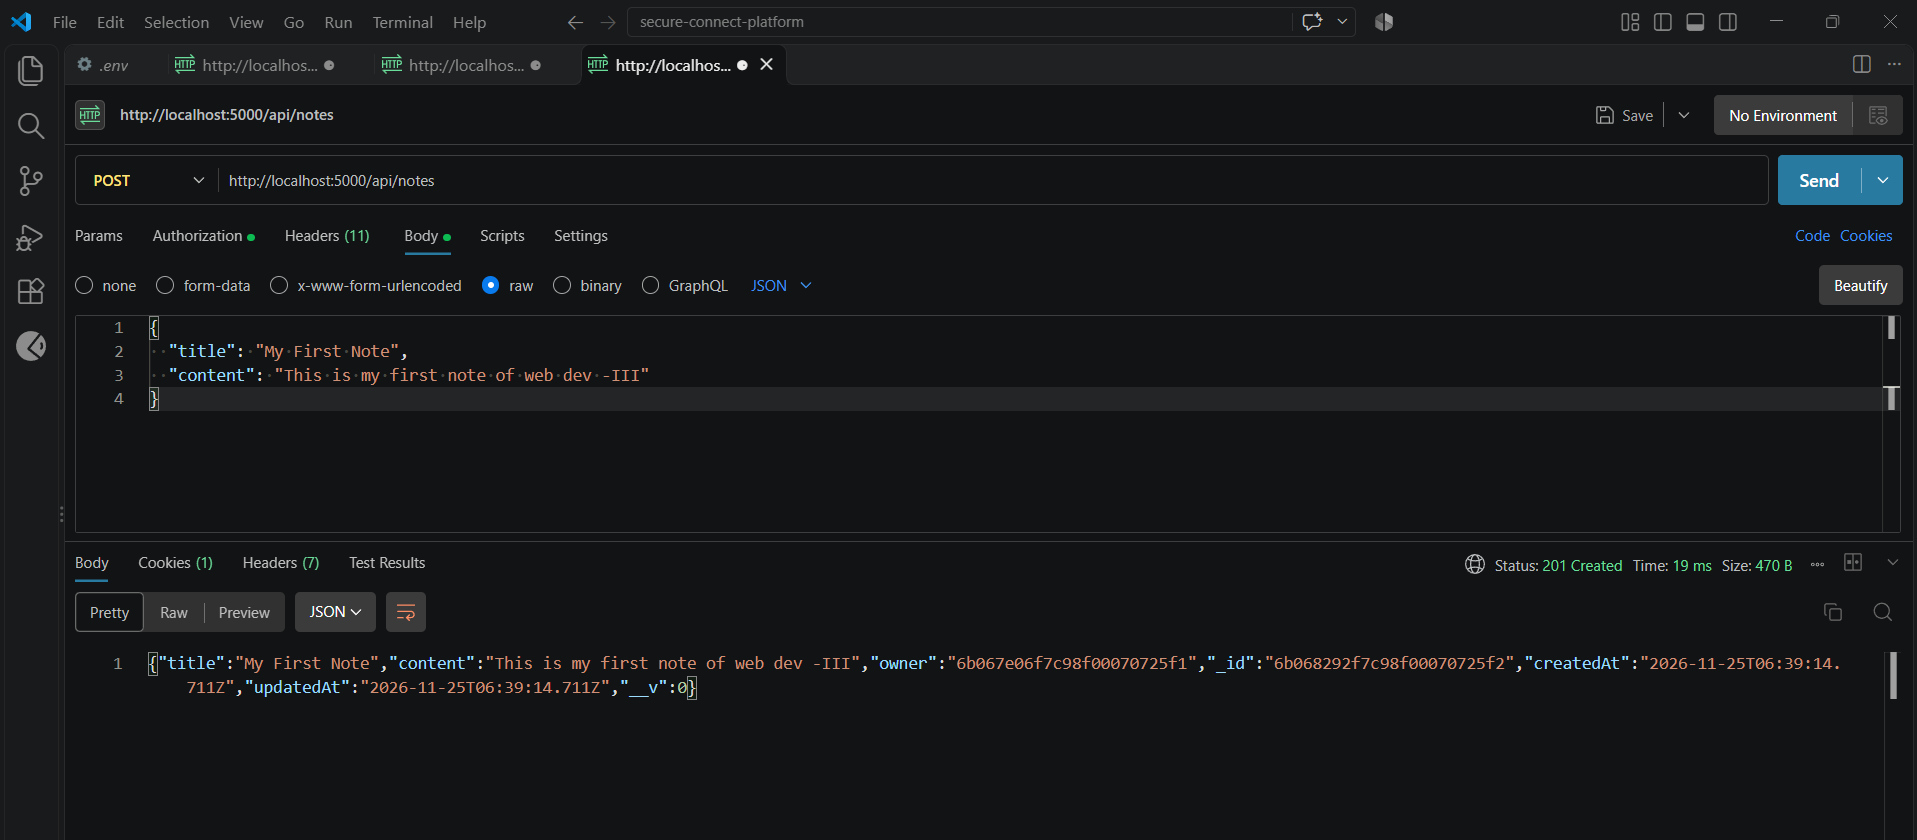 File Edit Selection View Go Run Terminal Help secure-connect-platform
.env HTTP http://localhos... HTTP http://localhos... HTTP http://localhos...
HTTP http://localhost:5000/api/notes Save No Environment
POST http://localhost:5000/api/notes Send
Params Authorization Headers (11) Body Scripts Settings Code Cookies
none form-data x-www-form-urlencoded raw binary GraphQL JSON Beautify
1 {
2 "title": "My First Note",
3 "content": "This is my first note of web dev -III"
4 }
Body Cookies (1) Headers (7) Test Results Status: 201 Created Time: 19 ms Size: 470 B
Pretty Raw Preview JSON
1 {"title":"My First Note","content":"This is my first note of web dev -III","owner":"6b067e06f7c98f00070725f1","_id":"6b068292f7c98f00070725f2","createdAt":"2026-11-25T06:39:14.
711Z","updatedAt":"2026-11-25T06:39:14.711Z","__v":0}